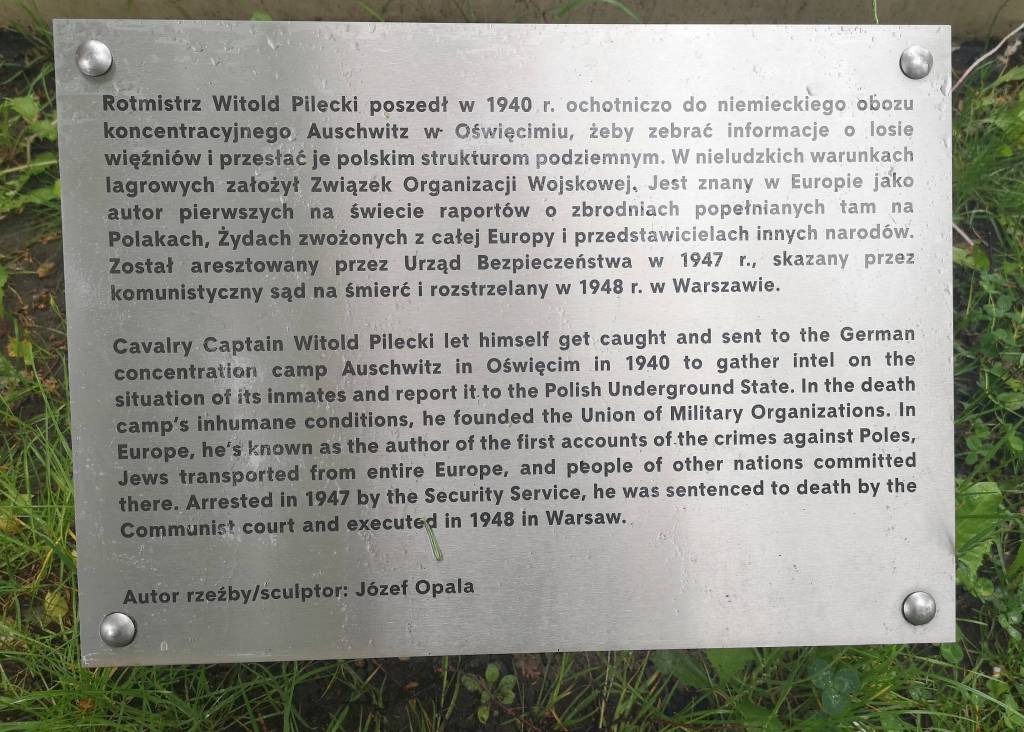 Rotmistrz Witold Pilecki poszedł w 1940 r. ochotniczo do niemieckiego obozu
koncentracyjnego Auschwitz w Oświęcimiu, żeby zebrać informacje o losie
więźniów i przesłać je polskim strukturom podziemnym. W nieludzkich warunkach
lagrowych założył Związek Organizacji Wojskowej. Jest znany w Europie jako
autor pierwszych na świecie raportów o zbrodniach popełnianych tam na
Polakach, Żydach zwożonych z całej Europy i przedstawicielach innych narodów.
Został aresztowany przez Urząd Bezpieczeństwa w 1947 r., skazany przez
komunistyczny sąd na śmierć i rozstrzelany w 1948 r. w Warszawie.
Cavalry Captain Witold Pilecki let himself get caught and sent to the German
concentration camp Auschwitz in Oświęcim in 1940 to gather intel on the
situation of its inmates and report it to the Polish Underground State. In the death
camp's inhumane conditions, he founded the Union of Military Organizations. In
Europe, he's known as the author of the first accounts of the crimes against Poles,
Jews transported from entire Europe, and people of other nations committed
there. Arrested in 1947 by the Security Service, he was sentenced to death by the
Communist court and executed in 1948 in Warsaw.
Autor rzeźby/sculptor: Józef Opala